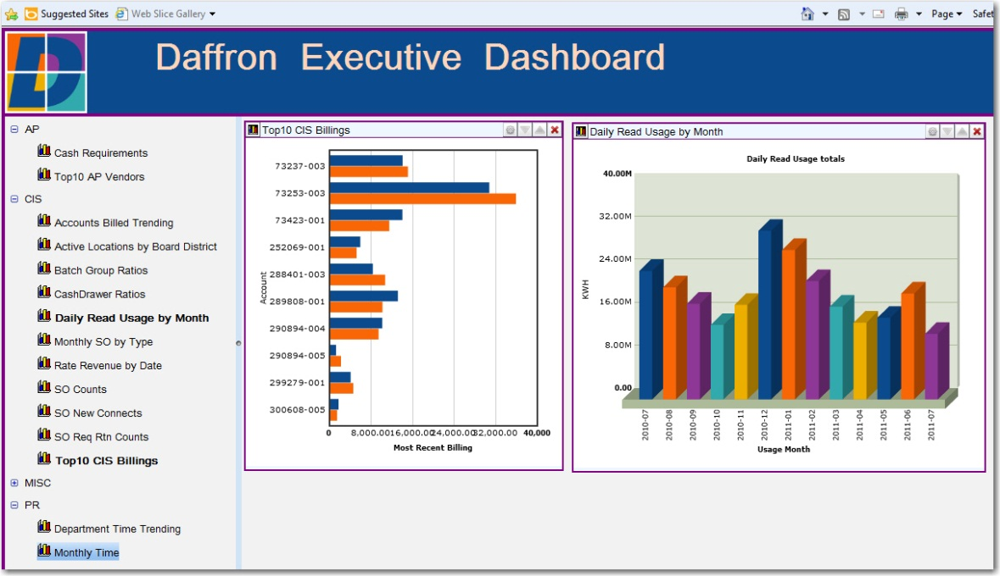 Suggested Sites Web Slice Gallery Page Safet
Daffron Executive Dashboard
AP
Cash Requirements
Top10 AP Vendors
CIS
Accounts Billed Trending
Active Locations by Board District
Batch Group Ratios
CashDrawer Ratios
Daily Read Usage by Month
Monthly SO by Type
Rate Revenue by Date
SO Counts
SO New Connects
SO Req Rtn Counts
Top10 CIS Billings
MISC
PR
Department Time Trending
Monthly Time
Top10 CIS Billings
Account
73237-003
73253-003
73423-001
252069-001
288401-003
289808-001
290894-004
290894-005
299279-001
300608-005
0 8,000.00 16,000.00 24,000.00 32,000.00 40,000
Most Recent Billing
Daily Read Usage by Month
Daily Read Usage totals
KWH
40.00M
32.00M
24.00M
16.00M
8.00M
0.00
2010-07 2010-08 2010-09 2010-10 2010-11 2010-12 2011-01 2011-02 2011-03 2011-04 2011-05 2011-06 2011-07
Usage Month